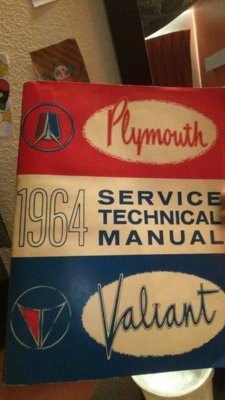 Plymouth
1964
SERVICE
TECHNICAL
MANUAL
Valiant